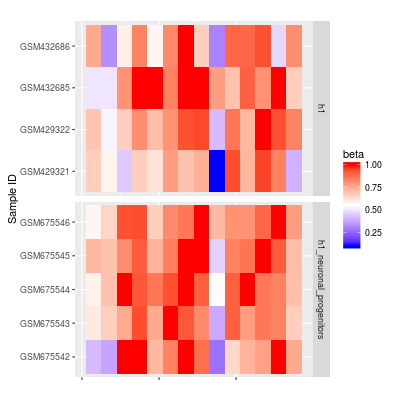 GSM432686
GSM432685
GSM429322
GSM429321
h1
GSM675546
GSM675545
GSM675544
GSM675543
GSM675542
h1_neuronal_progenitors
Sample ID
beta
1.00
0.75
0.50
0.25